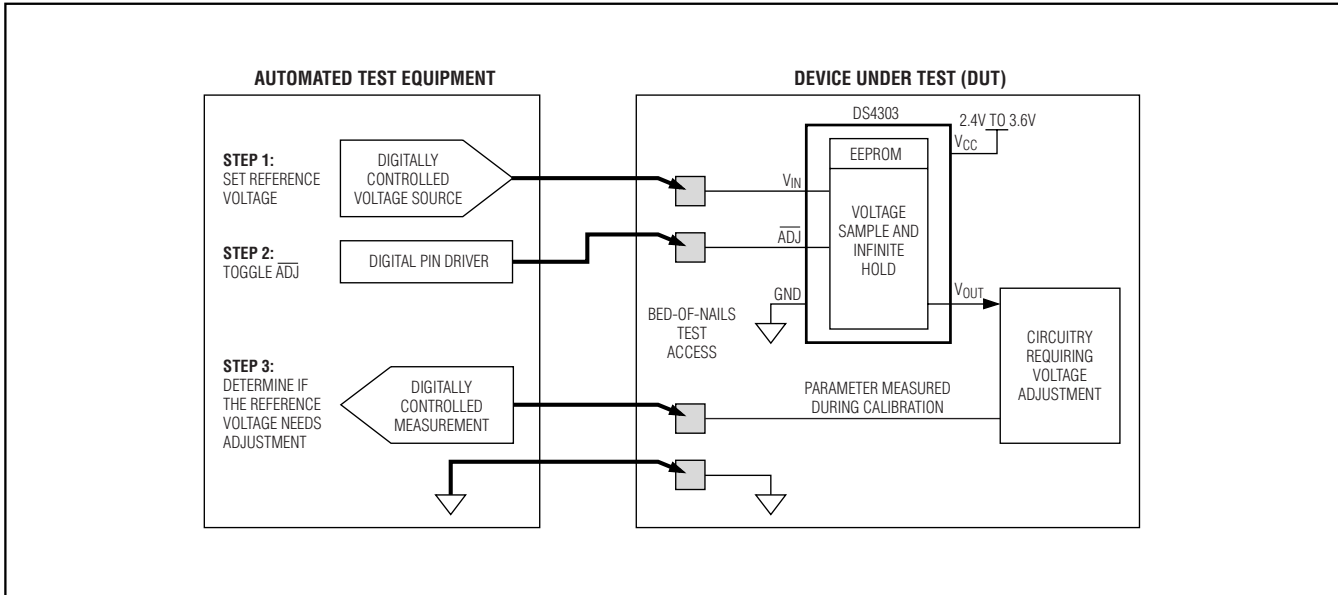 AUTOMATED TEST EQUIPMENT
STEP 1:
SET REFERENCE
VOLTAGE
DIGITALLY
CONTROLLED
VOLTAGE SOURCE
STEP 2:
TOGGLE A̅D̅J̅
DIGITAL PIN DRIVER
STEP 3:
DETERMINE IF
THE REFERENCE
VOLTAGE NEEDS
ADJUSTMENT
DIGITALLY
CONTROLLED
MEASUREMENT
DEVICE UNDER TEST (DUT)
DS4303
2.4V TO 3.6V
VCC
EEPROM
VIN
VOLTAGE
SAMPLE AND
INFINITE
HOLD
A̅D̅J̅
GND
VOUT
BED-OF-NAILS
TEST
ACCESS
CIRCUITRY
REQUIRING
VOLTAGE
ADJUSTMENT
PARAMETER MEASURED
DURING CALIBRATION